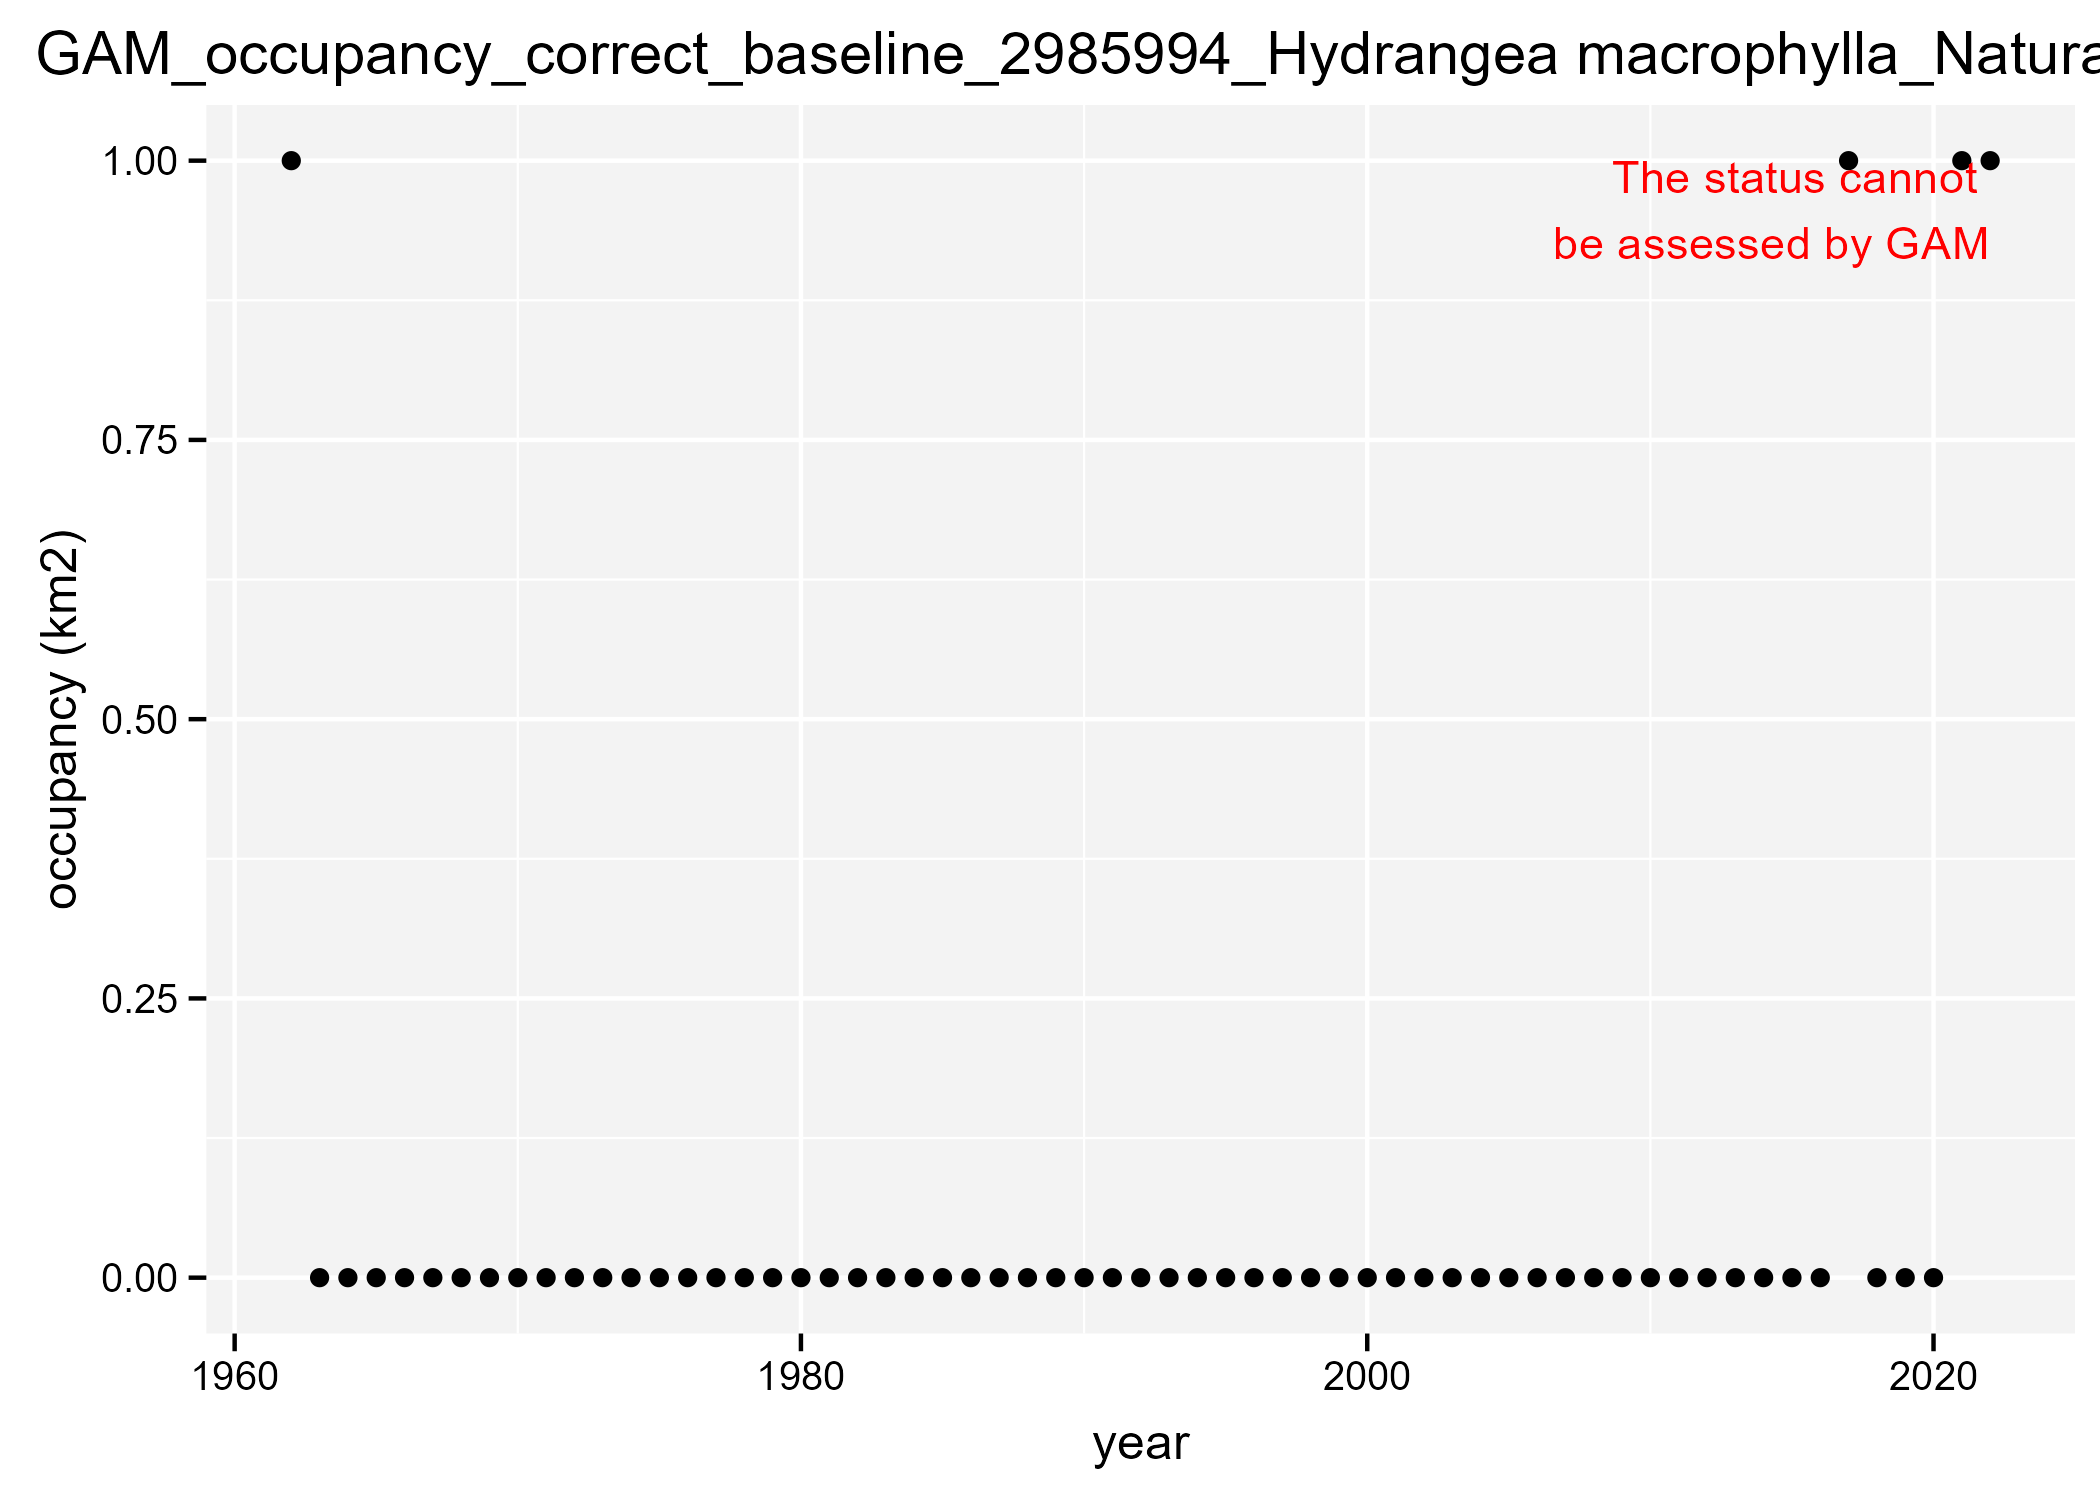 GAM_occupancy_correct_baseline_2985994_Hydrangea macrophylla_Natura
1.00
The status cannot
be assessed by GAM
0.75
occupancy (km2)
0.50
0.25
0.00
1960 1980 2000 2020
year